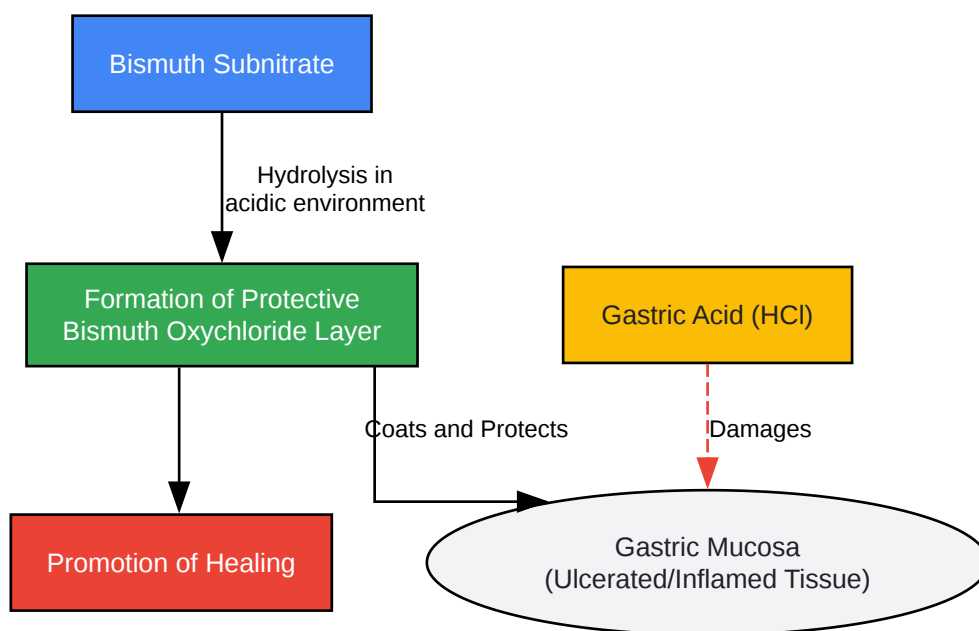 Bismuth Subnitrate
Hydrolysis in
acidic environment
Formation of Protective
Bismuth Oxychloride Layer
Gastric Acid (HCl)
Coats and Protects
Damages
Promotion of Healing
Gastric Mucosa
(Ulcerated/Inflamed Tissue)